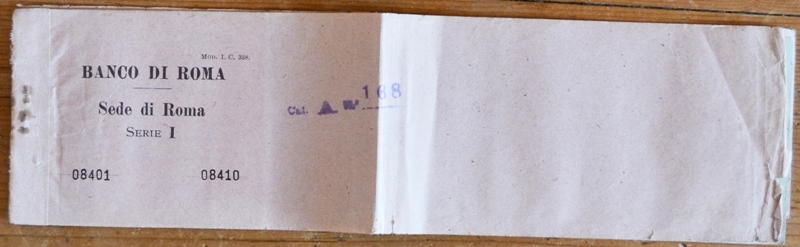 Mod. I. C. 358.
BANCO DI ROMA
Sede di Roma
Serie I
Cat. A N° 168
08401 08410